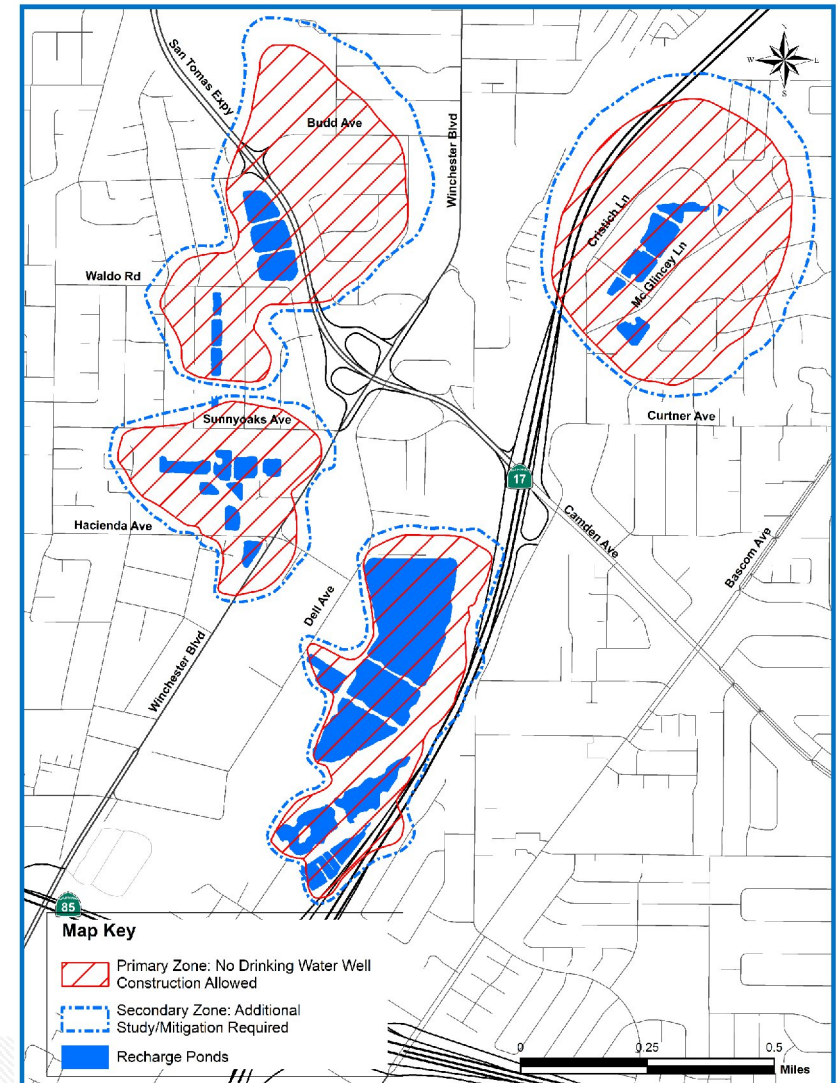 N
W
E
S
San Tomas Expy
Budd Ave
Winchester Blvd
Cristich Ln
Mc Glincey Ln
Waldo Rd
Curtner Ave
Sunnyoaks Ave
17
Camden Ave
Hacienda Ave
Bascom Ave
Dell Ave
Winchester Blvd
85
Map Key
Primary Zone: No Drinking Water Well
Construction Allowed
Secondary Zone: Additional
Study/Mitigation Required
Recharge Ponds
0 0.25 0.5
Miles